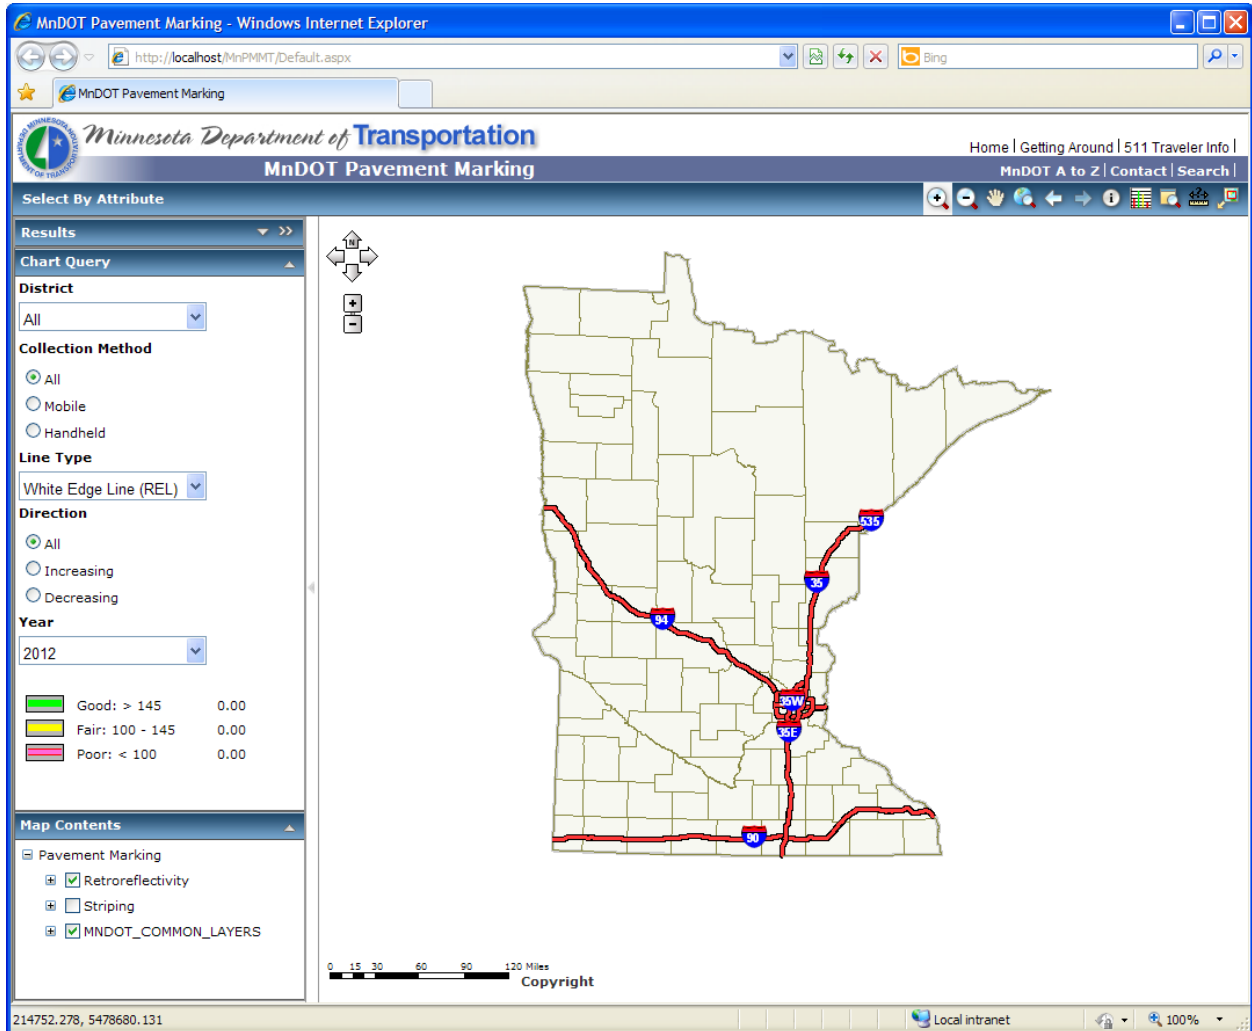 MnDOT Pavement Marking - Windows Internet Explorer
http://localhost/MnPMMT/Default.aspx
Bing
MnDOT Pavement Marking
Minnesota Department of Transportation
Home | Getting Around | 511 Traveler Info |
MnDOT Pavement Marking
MnDOT A to Z | Contact | Search |
Select By Attribute
Results
Chart Query
District
All
Collection Method
All
Mobile
Handheld
Line Type
White Edge Line (REL)
Direction
All
Increasing
Decreasing
Year
2012
Good: > 145 0.00
Fair: 100 - 145 0.00
Poor: < 100 0.00
Map Contents
Pavement Marking
Retroreflectivity
Striping
MNDOT_COMMON_LAYERS
N
535
35
94
35W
35E
90
0 15 30 60 90 120 Miles
Copyright
214752.278, 5478680.131
Local intranet
100%